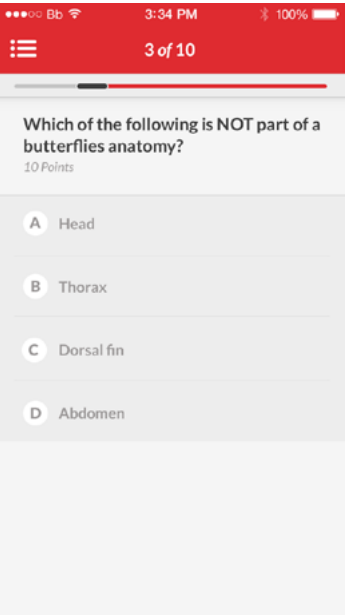 Bb 3:34 PM 100%
3 of 10
Which of the following is NOT part of a
butterflies anatomy?
10 Points
A Head
B Thorax
C Dorsal fin
D Abdomen